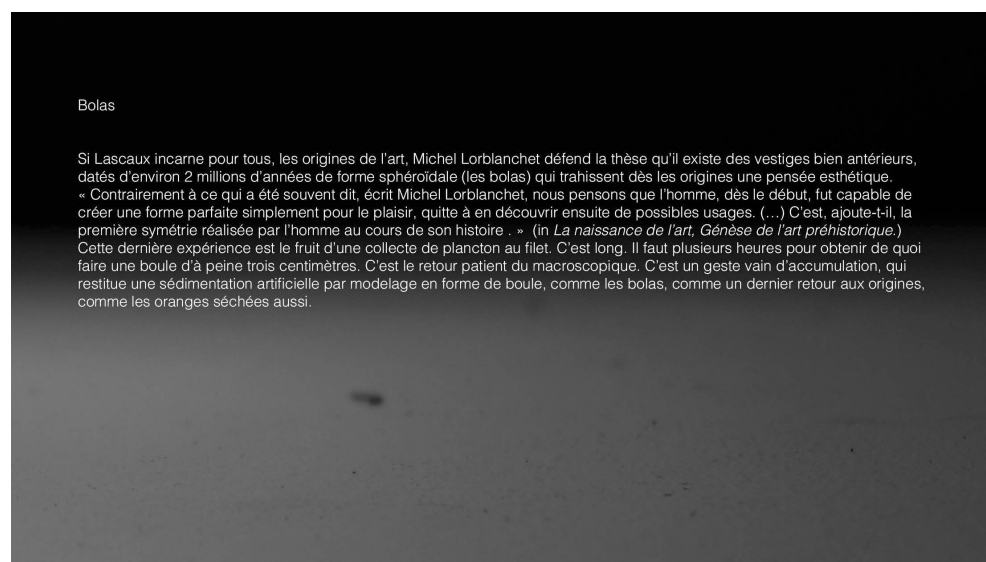 Bolas
Si Lascaux incarne pour tous, les origines de l'art, Michel Lorblanchet défend la thèse qu'il existe des vestiges bien antérieurs,
datés d'environ 2 millions d'années de forme sphéroïdale (les bolas) qui trahissent dès les origines une pensée esthétique.
« Contrairement à ce qui a été souvent dit, écrit Michel Lorblanchet, nous pensons que l'homme, dès le début, fut capable de
créer une forme parfaite simplement pour le plaisir, quitte à en découvrir ensuite de possibles usages. (…) C'est, ajoute-t-il, la
première symétrie réalisée par l'homme au cours de son histoire . » (in La naissance de l'art, Génèse de l'art préhistorique.)
Cette dernière expérience est le fruit d'une collecte de plancton au filet. C'est long. Il faut plusieurs heures pour obtenir de quoi
faire une boule d'à peine trois centimètres. C'est le retour patient du macroscopique. C'est un geste vain d'accumulation, qui
restitue une sédimentation artificielle par modelage en forme de boule, comme les bolas, comme un dernier retour aux origines,
comme les oranges séchées aussi.